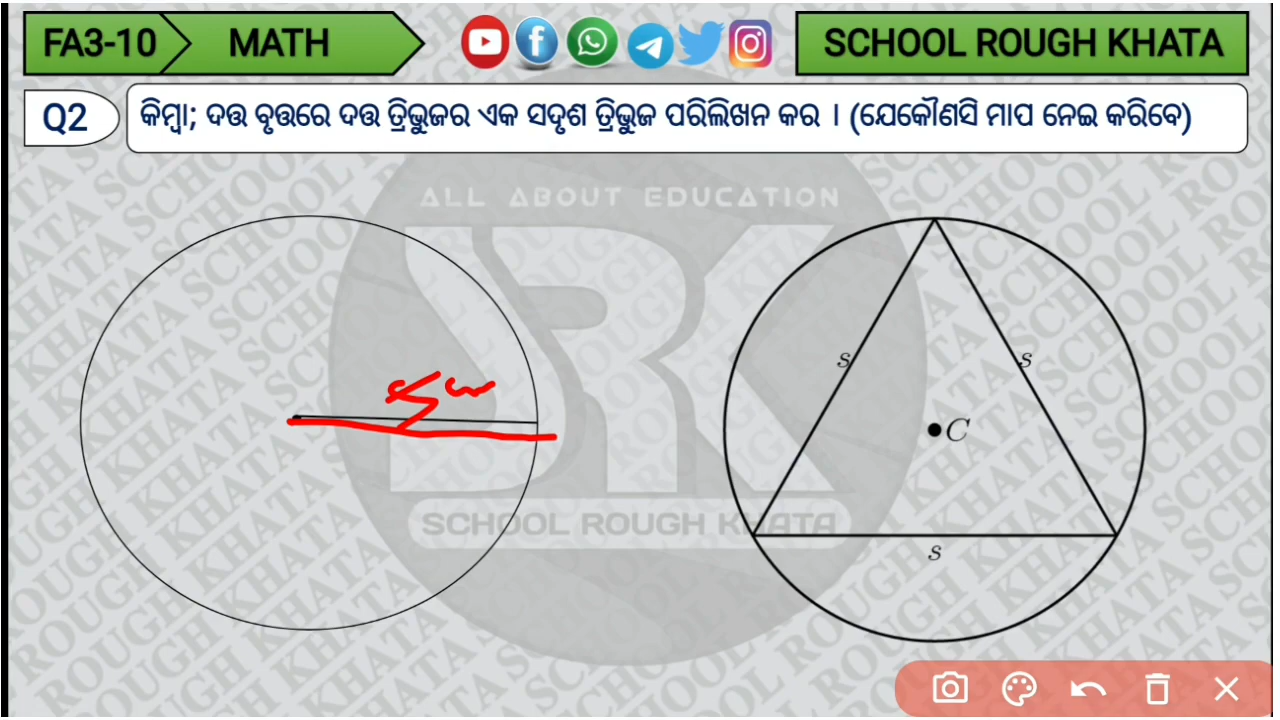 FA3-10 MATH SCHOOL ROUGH KHATA
Q2 କିମ୍ବା; ଦତ୍ତ ବୃତ୍ତରେ ଦତ୍ତ ତ୍ରିଭୁଜର ଏକ ସଦୃଶ ତ୍ରିଭୁଜ ପରିଲିଖନ କର । (ଯେକୌଣସି ମାପ ନେଇ କରିବେ)
ALL ABOUT EDUCATION
SRK
s s
C
SCHOOL ROUGH KHATA
s